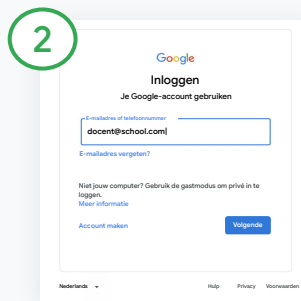 2
Google
Inloggen
Je Google-account gebruiken
E-mailadres of telefoonnummer
docent@school.com
E-mailadres vergeten?
Niet jouw computer? Gebruik de gastmodus om privé in te
loggen.
Meer informatie
Account maken Volgende
Nederlands Hulp Privacy Voorwaarden